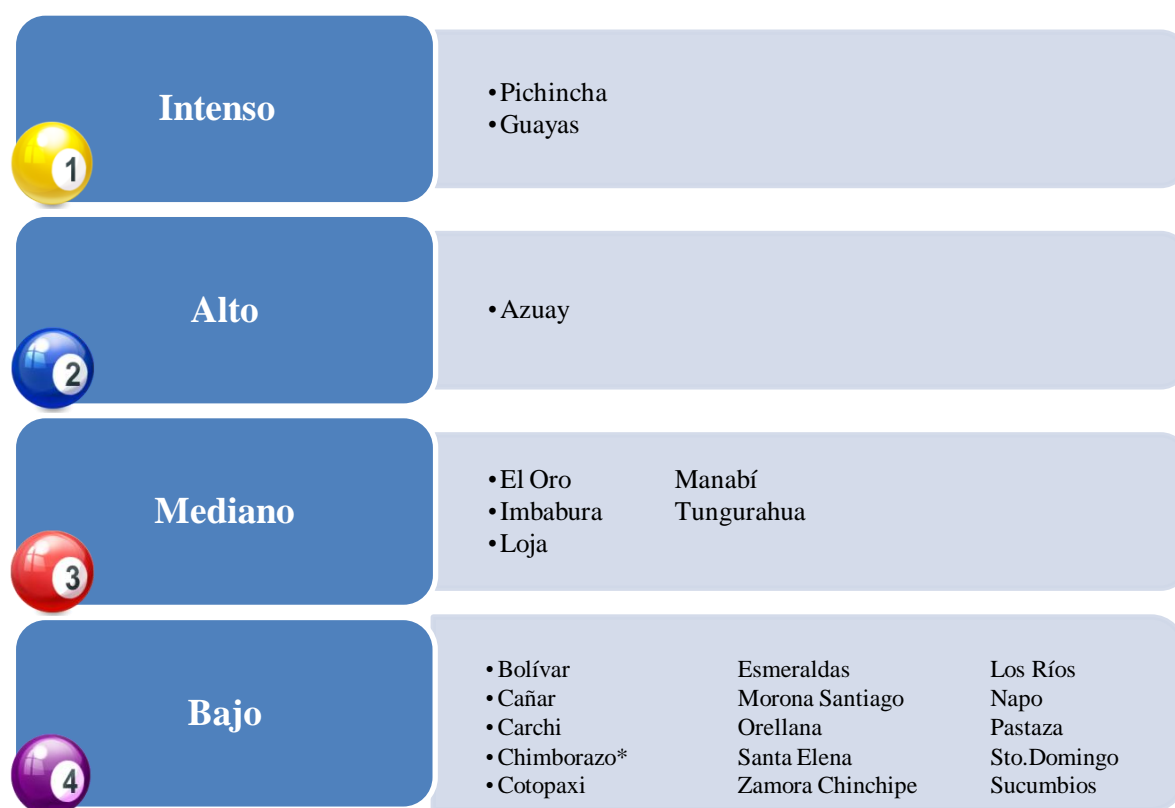 Intenso
1
•Pichincha
•Guayas
Alto
2
•Azuay
Mediano
3
•El Oro Manabí
•Imbabura Tungurahua
•Loja
Bajo
4
•Bolívar Esmeraldas Los Ríos
•Cañar Morona Santiago Napo
•Carchi Orellana Pastaza
•Chimborazo* Santa Elena Sto.Domingo
•Cotopaxi Zamora Chinchipe Sucumbios